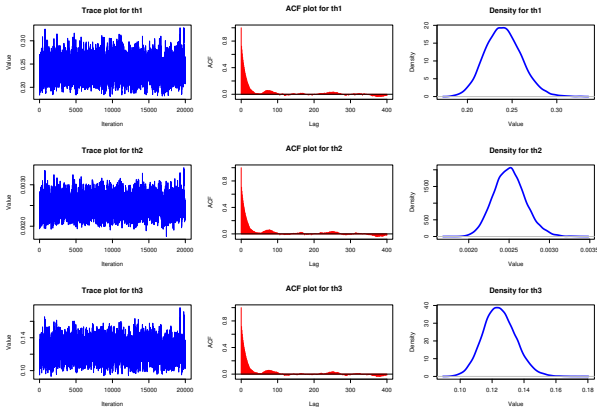 Trace plot for th1
ACF plot for th1
Density for th1
Value
0.20 0.25 0.30
0 5000 10000 15000 20000
Iteration
ACF
0.0 0.4 0.8
0 100 200 300 400
Lag
Density
0 5 10 15 20
0.20 0.25 0.30
Value
Trace plot for th2
ACF plot for th2
Density for th2
Value
0.0020 0.0030
0 5000 10000 15000 20000
Iteration
ACF
0.0 0.4 0.8
0 100 200 300 400
Lag
Density
0 500 1500
0.0020 0.0025 0.0030 0.0035
Value
Trace plot for th3
ACF plot for th3
Density for th3
Value
0.10 0.14
0 5000 10000 15000 20000
Iteration
ACF
0.0 0.4 0.8
0 100 200 300 400
Lag
Density
0 10 20 30 40
0.10 0.12 0.14 0.16 0.18
Value